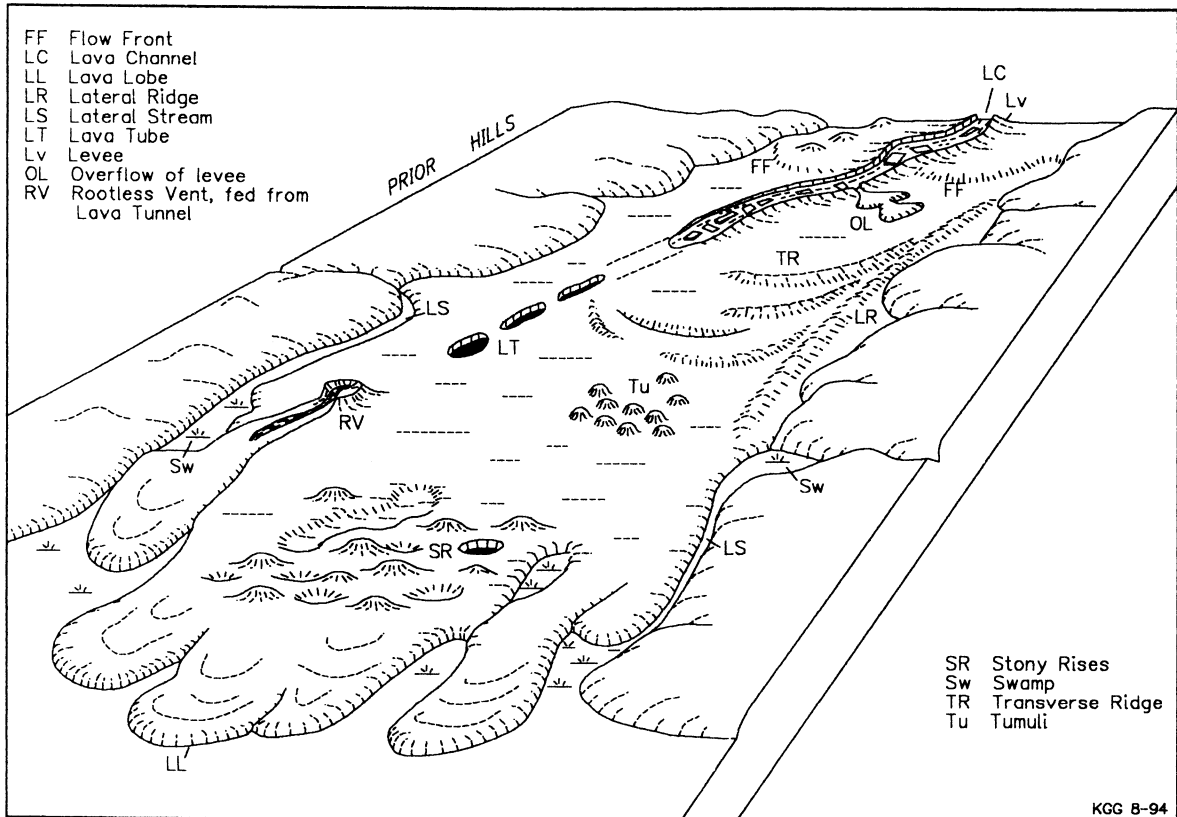 FF Flow Front
LC Lava Channel
LL Lava Lobe
LR Lateral Ridge
LS Lateral Stream
LT Lava Tube
Lv Levee
OL Overflow of levee
RV Rootless Vent, fed from
Lava Tunnel
PRIOR HILLS
LC
Lv
FF
FF
OL
TR
LS
LR
LT
Tu
RV
Sw
Sw
SR
LS
LL
SR Stony Rises
Sw Swamp
TR Transverse Ridge
Tu Tumuli
KGG 8-94